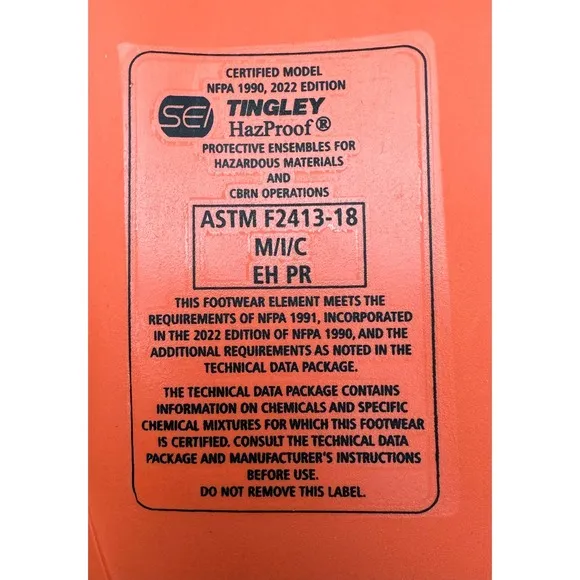 CERTIFIED MODEL
NFPA 1990, 2022 EDITION
SEI
TINGLEY
HazProof®
PROTECTIVE ENSEMBLES FOR
HAZARDOUS MATERIALS
AND
CBRN OPERATIONS
ASTM F2413-18
M/I/C
EH PR
THIS FOOTWEAR ELEMENT MEETS THE
REQUIREMENTS OF NFPA 1991, INCORPORATED
IN THE 2022 EDITION OF NFPA 1990, AND THE
ADDITIONAL REQUIREMENTS AS NOTED IN THE
TECHNICAL DATA PACKAGE.
THE TECHNICAL DATA PACKAGE CONTAINS
INFORMATION ON CHEMICALS AND SPECIFIC
CHEMICAL MIXTURES FOR WHICH THIS FOOTWEAR
IS CERTIFIED. CONSULT THE TECHNICAL DATA
PACKAGE AND MANUFACTURER'S INSTRUCTIONS
BEFORE USE.
DO NOT REMOVE THIS LABEL.